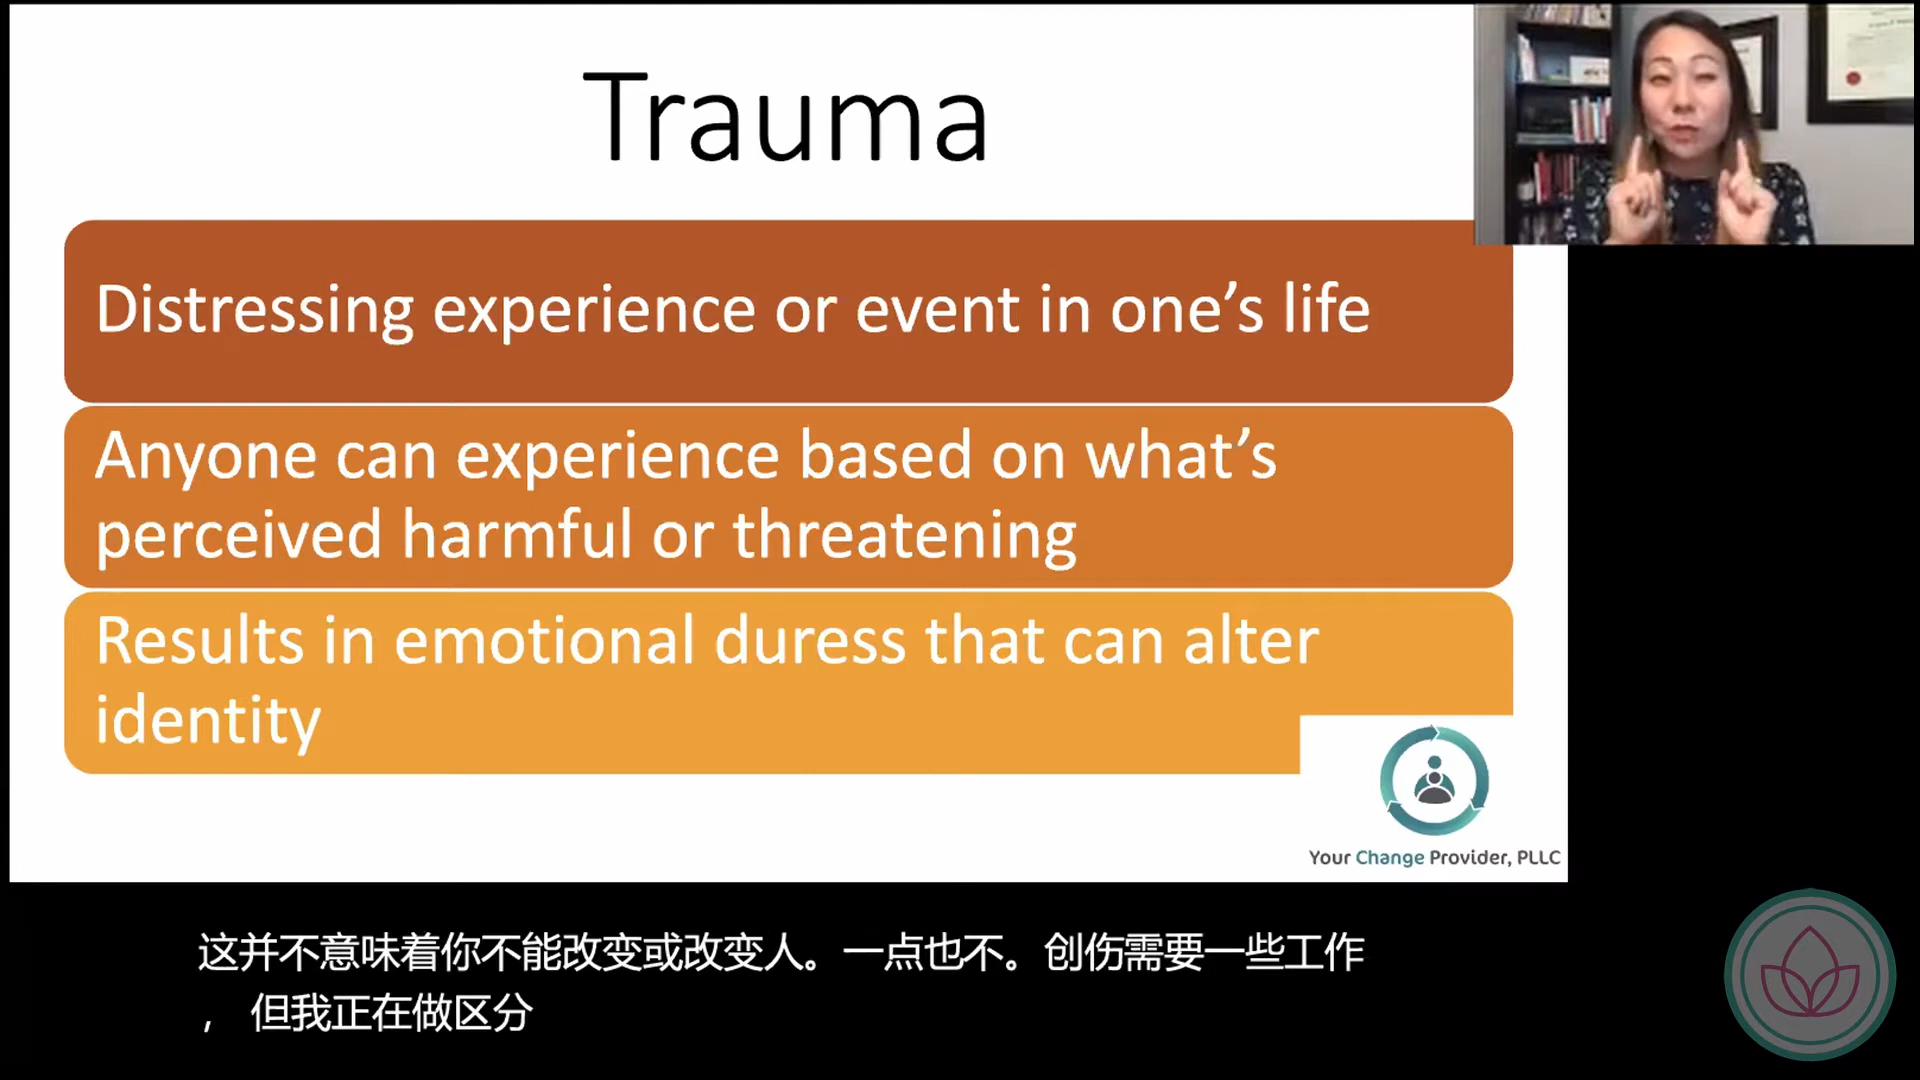 Trauma
Distressing experience or event in one’s life
Anyone can experience based on what’s
perceived harmful or threatening
Results in emotional duress that can alter
identity
Your Change Provider, PLLC
这并不意味着你不能改变或改变人。一点也不。创伤需要一些工作
，但我正在做区分